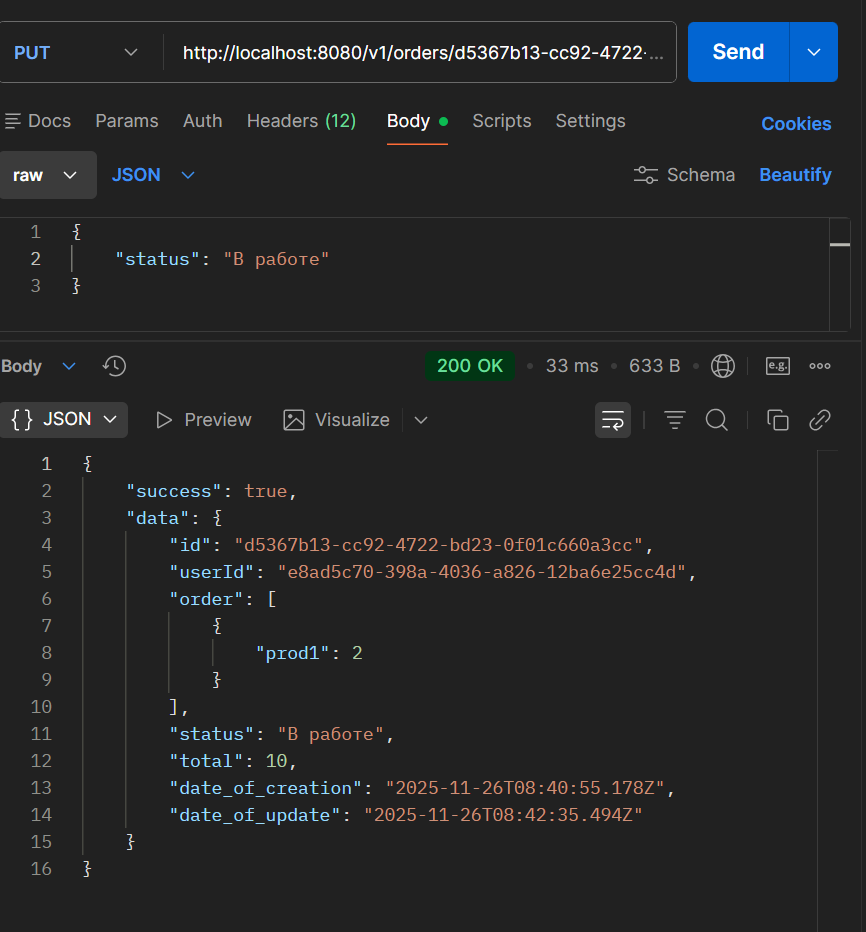 PUT http://localhost:8080/v1/orders/d5367b13-cc92-4722-... Send
Docs Params Auth Headers (12) Body Scripts Settings Cookies
raw JSON Schema Beautify
1 {
2 "status": "В работе"
3 }
Body 200 OK 33 ms 633 B e.g.
{} JSON Preview Visualize
1 {
2 "success": true,
3 "data": {
4 "id": "d5367b13-cc92-4722-bd23-0f01c660a3cc",
5 "userId": "e8ad5c70-398a-4036-a826-12ba6e25cc4d",
6 "order": [
7 {
8 "prod1": 2
9 }
10 ],
11 "status": "В работе",
12 "total": 10,
13 "date_of_creation": "2025-11-26T08:40:55.178Z",
14 "date_of_update": "2025-11-26T08:42:35.494Z"
15 }
16 }